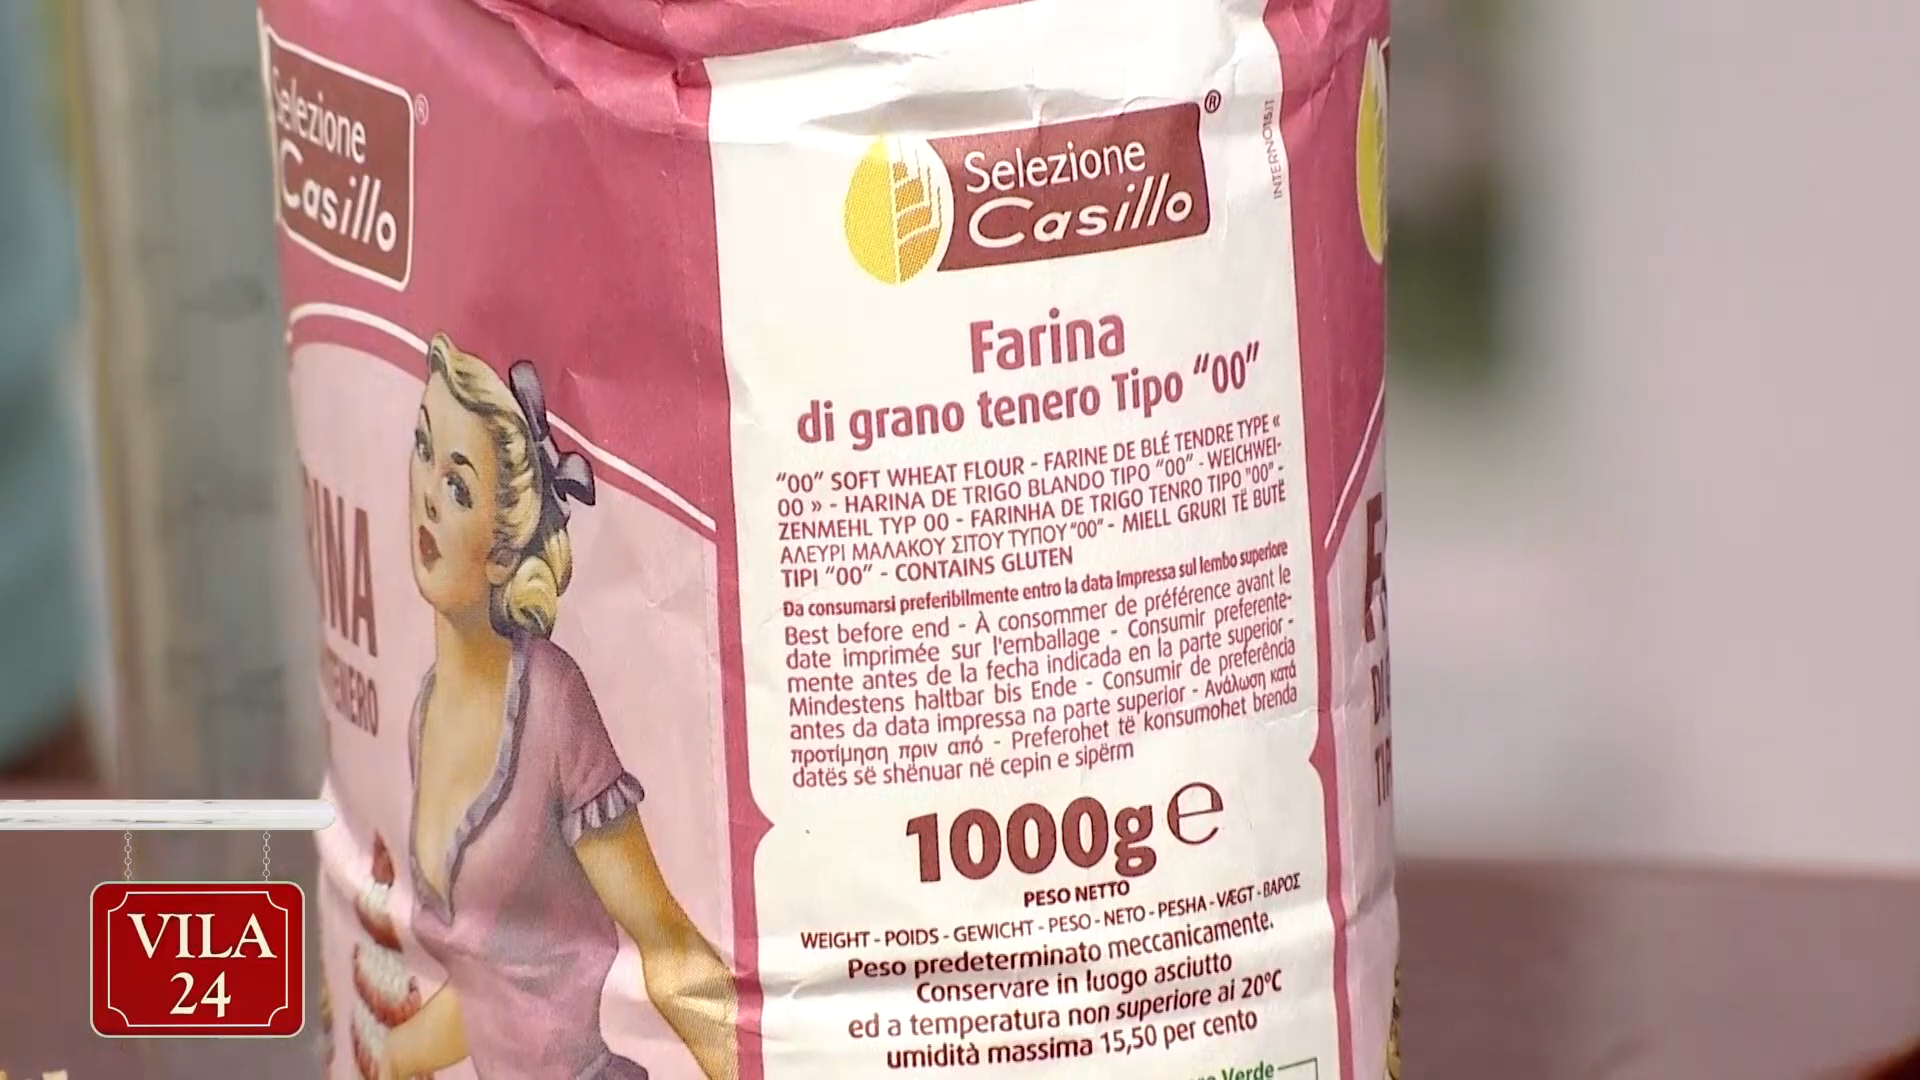 Selezione
Casillo
®
INA
TENERO
Selezione
Casillo
®
INTERNO15.IT
Farina
di grano tenero Tipo "00"
"00" SOFT WHEAT FLOUR - FARINE DE BLÉ TENDRE TYPE «
00 » - HARINA DE TRIGO BLANDO TIPO "00" - WEICHWEI-
ZENMEHL TYP 00 - FARINHA DE TRIGO TENRO TIPO "00" -
ΑΛΕΥΡΙ ΜΑΛΑΚΟΥ ΣΙΤΟΥ ΤΥΠΟΥ "00" - MIELL GRURI TË BUTË
TIPI "00" - CONTAINS GLUTEN
Da consumarsi preferibilmente entro la data impressa sul lembo superiore
Best before end - À consommer de préférence avant le
date imprimée sur l'emballage - Consumir preferente-
mente antes de la fecha indicada en la parte superior -
Mindestens haltbar bis Ende - Consumir de preferência
antes da data impressa na parte superior - Ανάλωση κατά
προτίμηση πριν από - Preferohet të konsumohet brenda
datës së shënuar në cepin e sipërm
1000g e
PESO NETTO
WEIGHT - POIDS - GEWICHT - PESO - NETO - PESHA - VÆGT - ΒΑΡΟΣ
Peso predeterminato meccanicamente.
Conservare in luogo asciutto
ed a temperatura non superiore ai 20°C
umidità massima 15,50 per cento
Verde
VILA
24